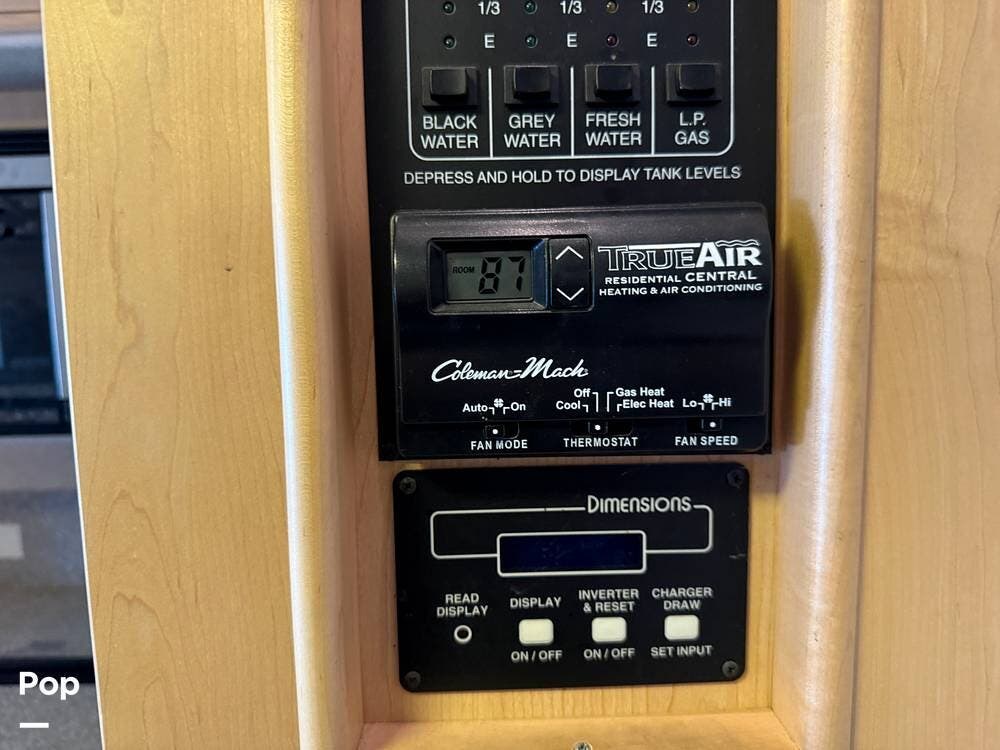 1/3 1/3 1/3
E E E
BLACK WATER
GREY WATER
FRESH WATER
L.P. GAS
DEPRESS AND HOLD TO DISPLAY TANK LEVELS
ROOM 87
TRUEAIR
RESIDENTIAL CENTRAL
HEATING & AIR CONDITIONING
Coleman-Mach
Auto On
FAN MODE
Off Gas Heat
Cool Elec Heat
THERMOSTAT
Lo Hi
FAN SPEED
DIMENSIONS
READ DISPLAY
DISPLAY
ON / OFF
INVERTER & RESET
ON / OFF
CHARGER DRAW
SET INPUT
Pop